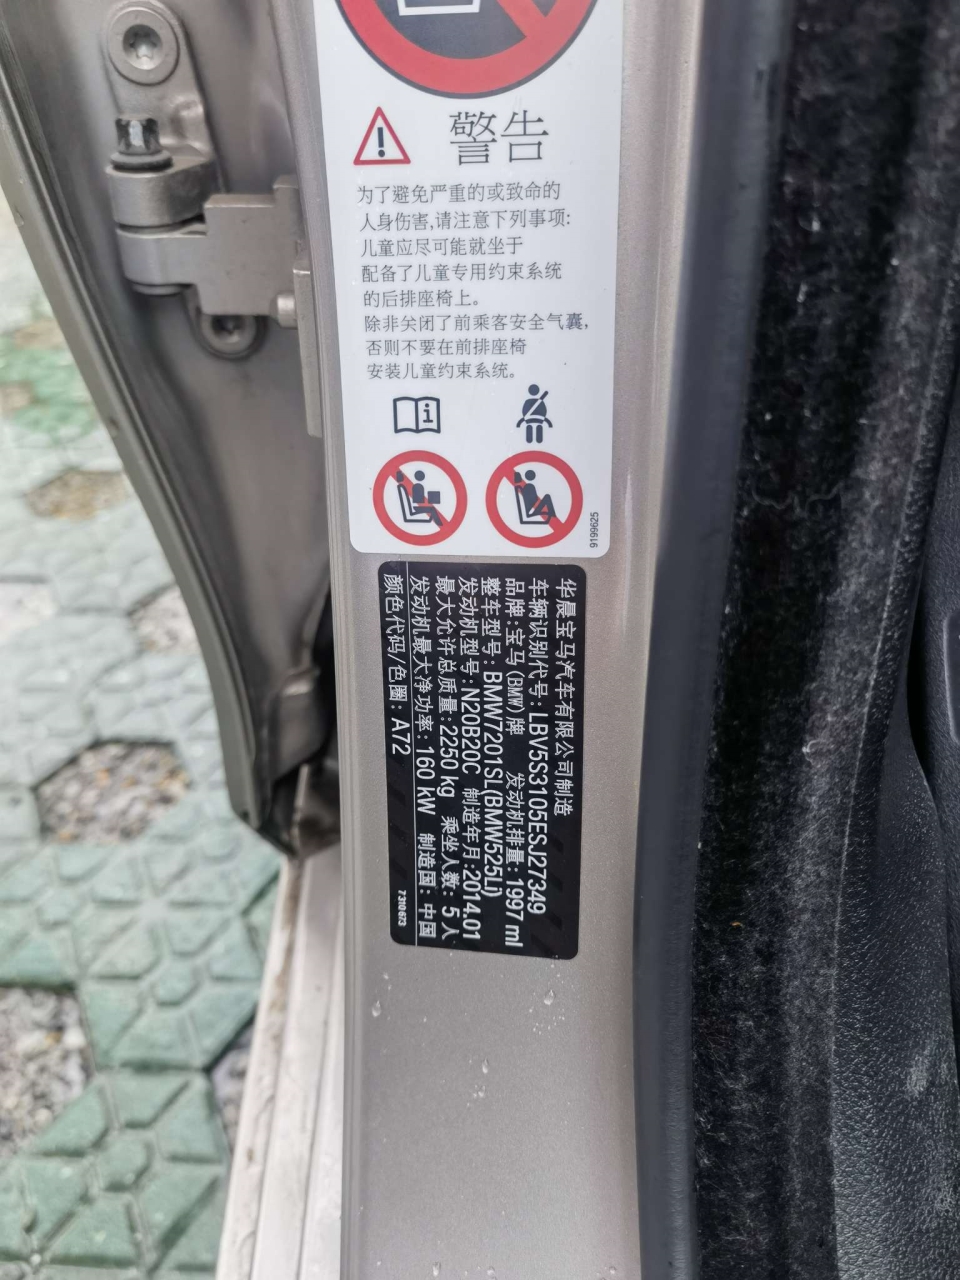 警告
为了避免严重的或致命的
人身伤害,请注意下列事项:
儿童应尽可能就坐于
配备了儿童专用约束系统
的后排座椅上。
除非关闭了前乘客安全气囊,
否则不要在前排座椅
安装儿童约束系统。
9199625
华晨宝马汽车有限公司制造
车辆识别代号: LBV5S3105ESJ27349
品牌: 宝马(BMW)牌 发动机排量: 1997 ml
整车型号: BMW7201SL(BMW525Li)
发动机型号: N20B20C 制造年月: 2014.01
最大允许总质量: 2250 kg 乘坐人数: 5 人
发动机最大净功率: 160 kW 制造国: 中国
颜色代码/色圈: A72
7310673